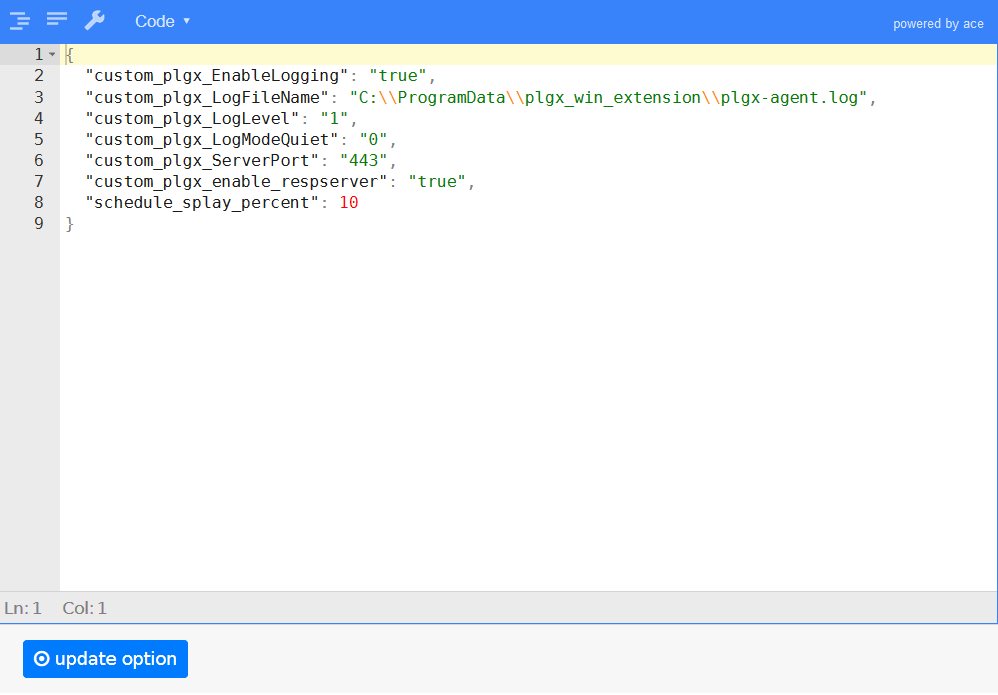 Code
powered by ace
1 {
2 "custom_plgx_EnableLogging": "true",
3 "custom_plgx_LogFileName": "C:\\ProgramData\\plgx_win_extension\\plgx-agent.log",
4 "custom_plgx_LogLevel": "1",
5 "custom_plgx_LogModeQuiet": "0",
6 "custom_plgx_ServerPort": "443",
7 "custom_plgx_enable_respserver": "true",
8 "schedule_splay_percent": 10
9 }
Ln: 1 Col: 1
update option